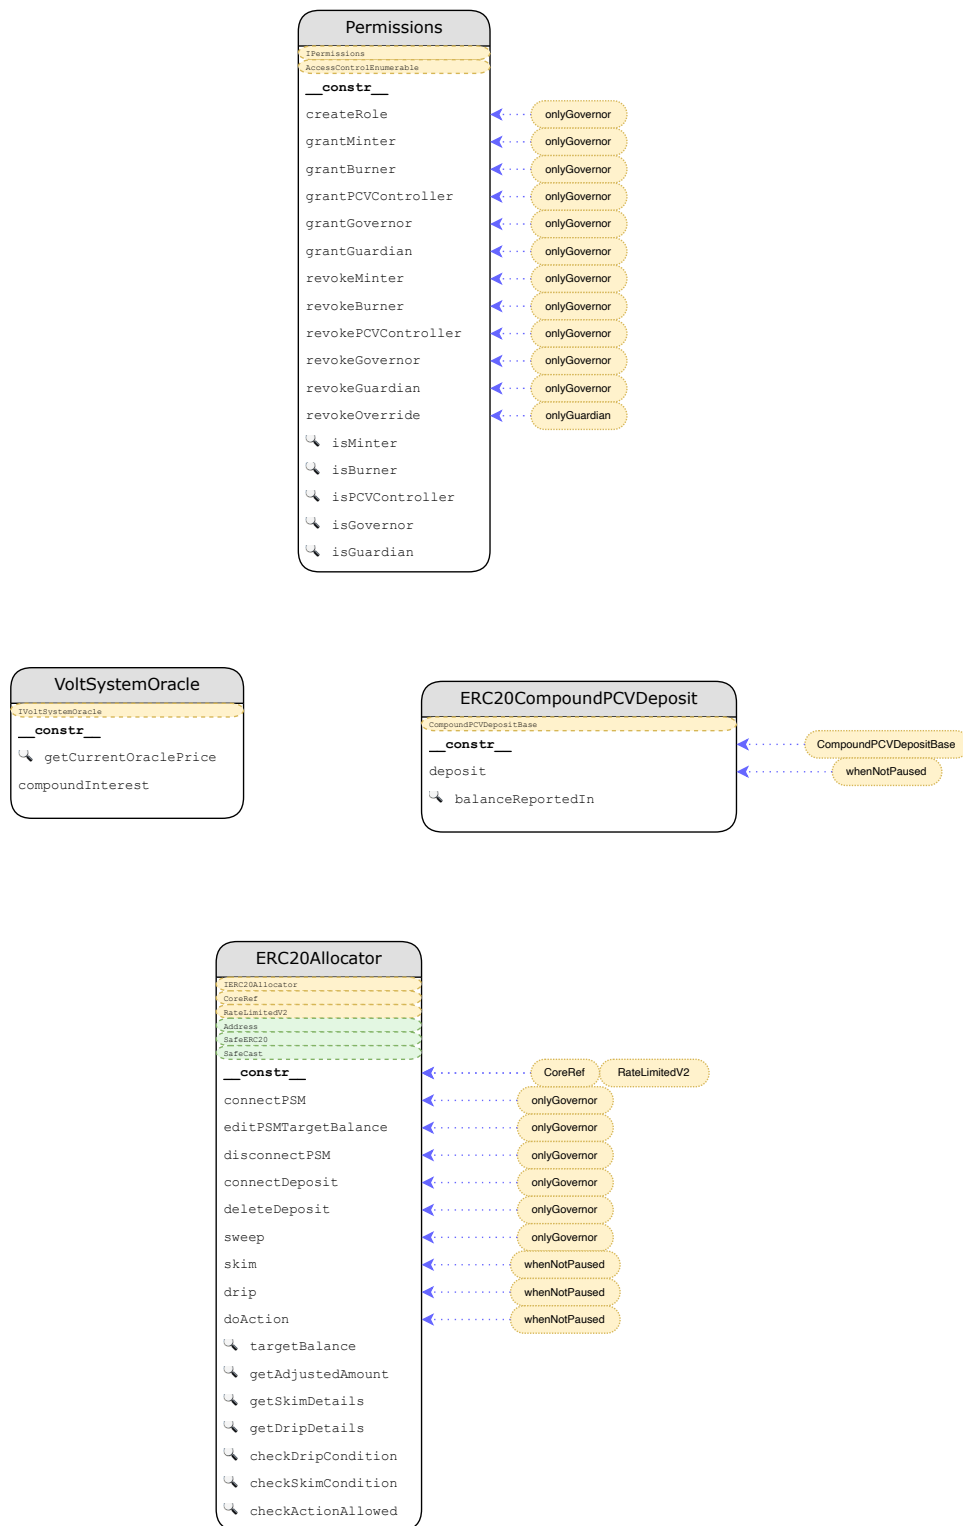 Permissions
IPermissions
AccessControlEnumerable
__constr__
createRole onlyGovernor
grantMinter onlyGovernor
grantBurner onlyGovernor
grantPCVController onlyGovernor
grantGovernor onlyGovernor
grantGuardian onlyGovernor
revokeMinter onlyGovernor
revokeBurner onlyGovernor
revokePCVController onlyGovernor
revokeGovernor onlyGovernor
revokeGuardian onlyGovernor
revokeOverride onlyGuardian
isMinter
isBurner
isPCVController
isGovernor
isGuardian
VoltSystemOracle
IVoltSystemOracle
__constr__
getCurrentOraclePrice
compoundInterest
ERC20CompoundPCVDeposit
CompoundPCVDepositBase
__constr__ CompoundPCVDepositBase
deposit whenNotPaused
balanceReportedIn
ERC20Allocator
IERC20Allocator
CoreRef
RateLimitedV2
Address
SafeERC20
SafeCast
__constr__ CoreRef RateLimitedV2
connectPSM onlyGovernor
editPSMTargetBalance onlyGovernor
disconnectPSM onlyGovernor
connectDeposit onlyGovernor
deleteDeposit onlyGovernor
sweep onlyGovernor
skim whenNotPaused
drip whenNotPaused
doAction whenNotPaused
targetBalance
getAdjustedAmount
getSkimDetails
getDripDetails
checkDripCondition
checkSkimCondition
checkActionAllowed